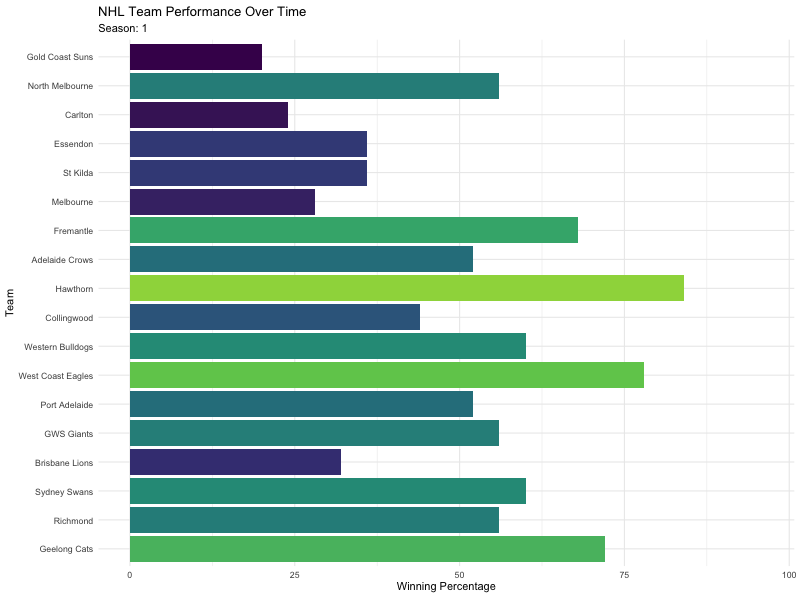 NHL Team Performance Over Time
Season: 1
Gold Coast Suns
North Melbourne
Carlton
Essendon
St Kilda
Melbourne
Fremantle
Adelaide Crows
Hawthorn
Collingwood
Western Bulldogs
West Coast Eagles
Port Adelaide
GWS Giants
Brisbane Lions
Sydney Swans
Richmond
Geelong Cats
Team
0 25 50 75 100
Winning Percentage